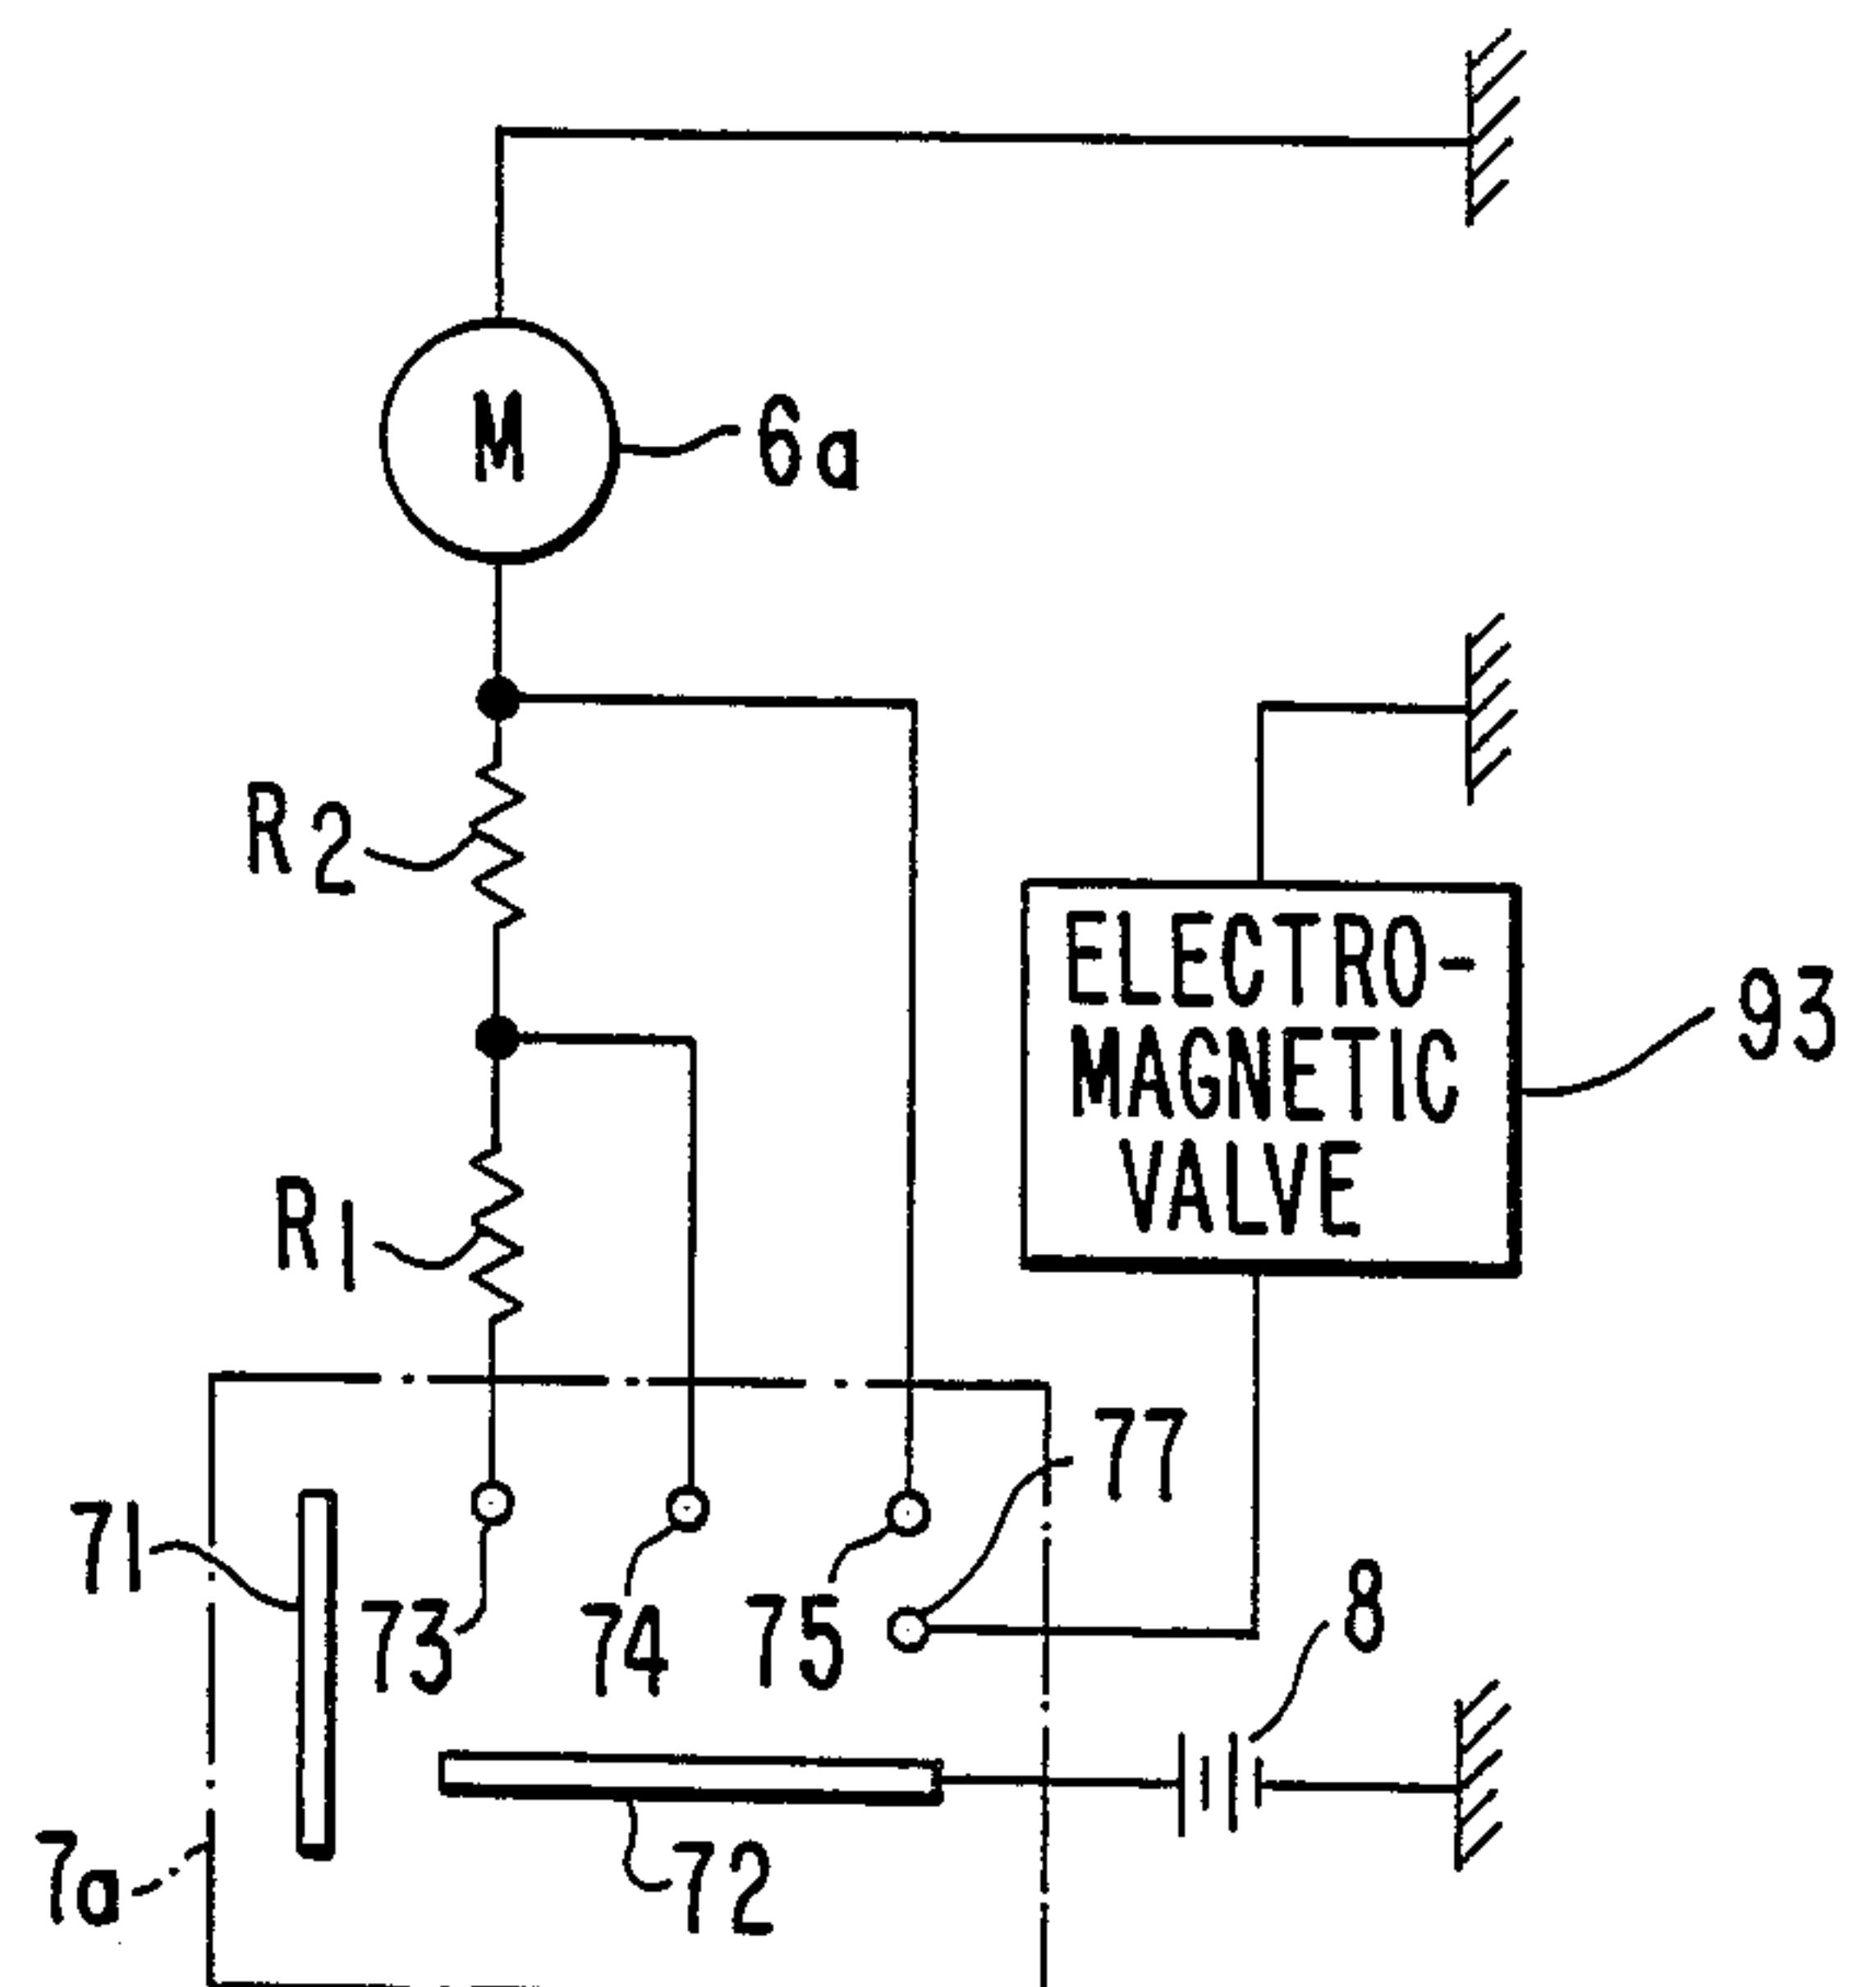 M
6a
R2
ELECTRO-
MAGNETIC
VALVE
93
R1
77
71
73
74
75
8
7a
72